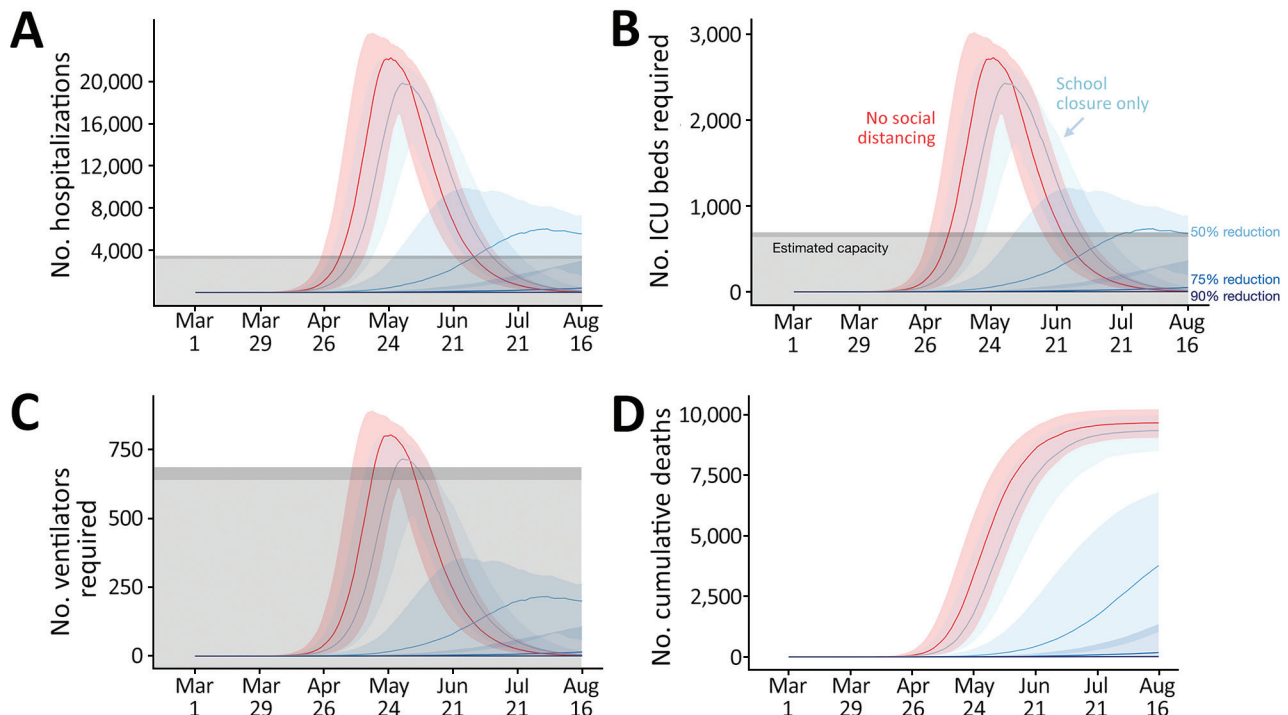 A
No. hospitalizations
20,000
16,000
12,000
8,000
4,000
Mar 1
Mar 29
Apr 26
May 24
Jun 21
Jul 21
Aug 16
B
No. ICU beds required
3,000
2,000
1,000
0
No social
distancing
School
closure only
Estimated capacity
50% reduction
75% reduction
90% reduction
Mar 1
Mar 29
Apr 26
May 24
Jun 21
Jul 21
Aug 16
C
No. ventilators
required
750
500
250
0
Mar 1
Mar 29
Apr 26
May 24
Jun 21
Jul 21
Aug 16
D
No. cumulative deaths
10,000
7,500
5,000
2,500
0
Mar 1
Mar 29
Apr 26
May 24
Jun 21
Jul 21
Aug 16